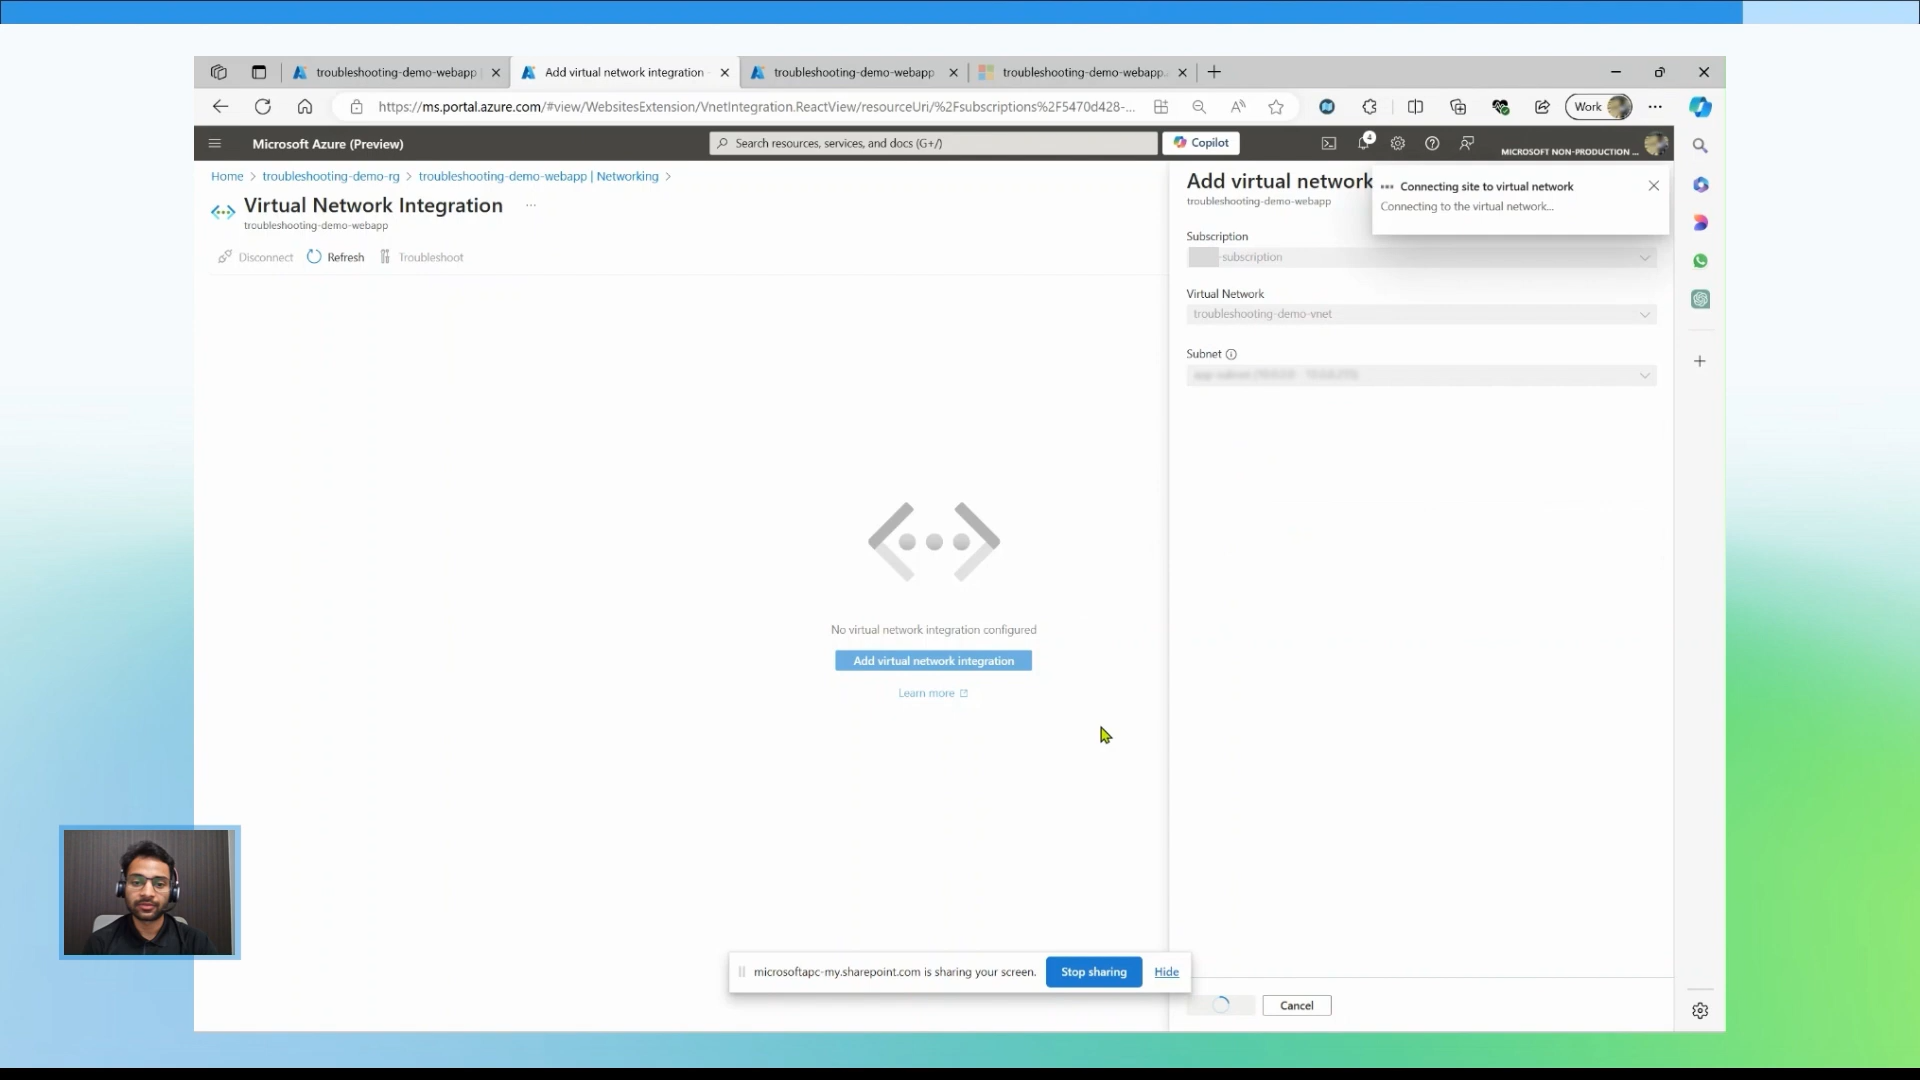 troubleshooting-demo-webapp
Add virtual network integration
troubleshooting-demo-webapp
troubleshooting-demo-webapp.
https://ms.portal.azure.com/#view/WebsitesExtension/VnetIntegration.ReactView/resourceUri/%2Fsubscriptions%2F5470d428-...
Work
Microsoft Azure (Preview)
Search resources, services, and docs (G+/)
Copilot
4
MICROSOFT NON-PRODUCTION ...
Home > troubleshooting-demo-rg > troubleshooting-demo-webapp | Networking >
Virtual Network Integration ...
troubleshooting-demo-webapp
Disconnect Refresh Troubleshoot
No virtual network integration configured
Add virtual network integration
Learn more
Add virtual network
troubleshooting-demo-webapp
Connecting site to virtual network
Connecting to the virtual network...
Subscription
-subscription
Virtual Network
troubleshooting-demo-vnet
Subnet
microsoftapc-my.sharepoint.com is sharing your screen. Stop sharing Hide
Cancel